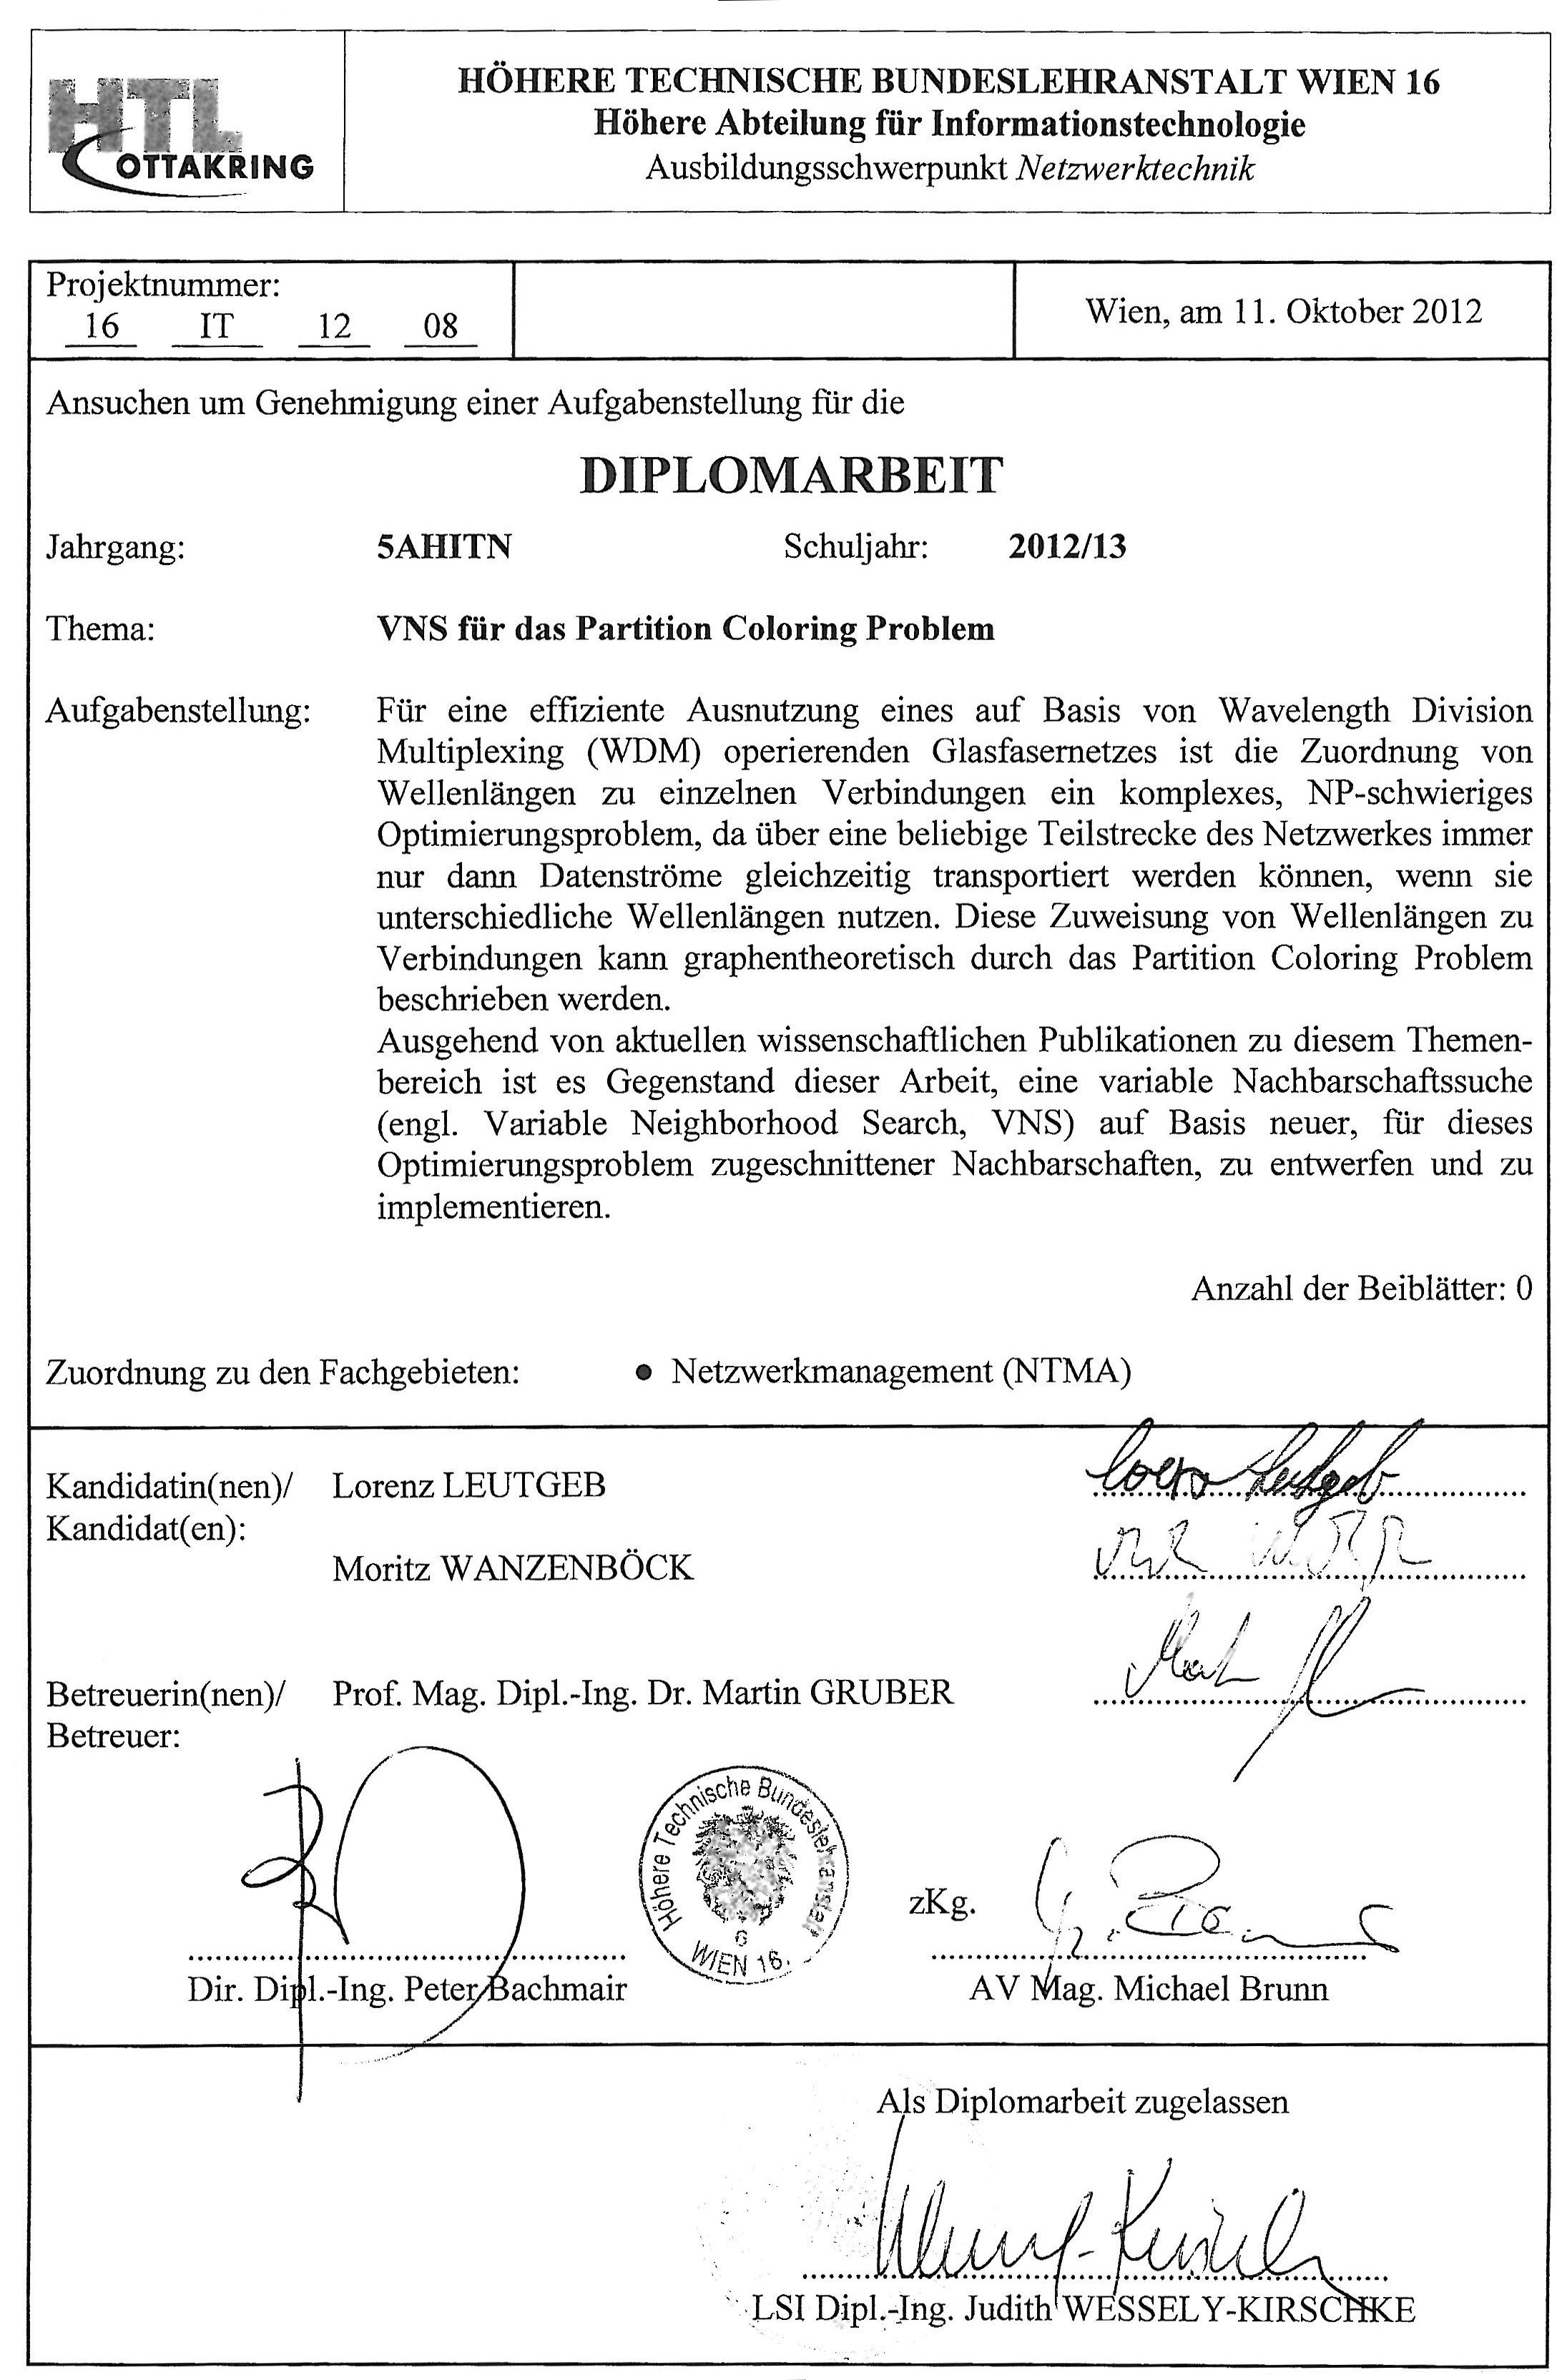 HTL
OTTAKRING
HÖHERE TECHNISCHE BUNDESLEHRANSTALT WIEN 16
Höhere Abteilung für Informationstechnologie
Ausbildungsschwerpunkt Netzwerktechnik
Projektnummer:
16 IT 12 08
Wien, am 11. Oktober 2012
Ansuchen um Genehmigung einer Aufgabenstellung für die
DIPLOMARBEIT
Jahrgang: 5AHITN Schuljahr: 2012/13
Thema: VNS für das Partition Coloring Problem
Aufgabenstellung: Für eine effiziente Ausnutzung eines auf Basis von Wavelength Division
Multiplexing (WDM) operierenden Glasfasernetzes ist die Zuordnung von
Wellenlängen zu einzelnen Verbindungen ein komplexes, NP-schwieriges
Optimierungsproblem, da über eine beliebige Teilstrecke des Netzwerkes immer
nur dann Datenströme gleichzeitig transportiert werden können, wenn sie
unterschiedliche Wellenlängen nutzen. Diese Zuweisung von Wellenlängen zu
Verbindungen kann graphentheoretisch durch das Partition Coloring Problem
beschrieben werden.
Ausgehend von aktuellen wissenschaftlichen Publikationen zu diesem Themen-
bereich ist es Gegenstand dieser Arbeit, eine variable Nachbarschaftssuche
(engl. Variable Neighborhood Search, VNS) auf Basis neuer, für dieses
Optimierungsproblem zugeschnittener Nachbarschaften, zu entwerfen und zu
implementieren.
Anzahl der Beiblätter: 0
Zuordnung zu den Fachgebieten: • Netzwerkmanagement (NTMA)
Kandidatin(nen)/ Lorenz LEUTGEB
Kandidat(en):
Moritz WANZENBÖCK
Betreuerin(nen)/ Prof. Mag. Dipl.-Ing. Dr. Martin GRUBER
Betreuer:
Höhere Technische Bundeslehranstalt
6
WIEN 16.
zKg.
Dir. Dipl.-Ing. Peter Bachmair
AV Mag. Michael Brunn
Als Diplomarbeit zugelassen
LSI Dipl.-Ing. Judith WESSELY-KIRSCHKE